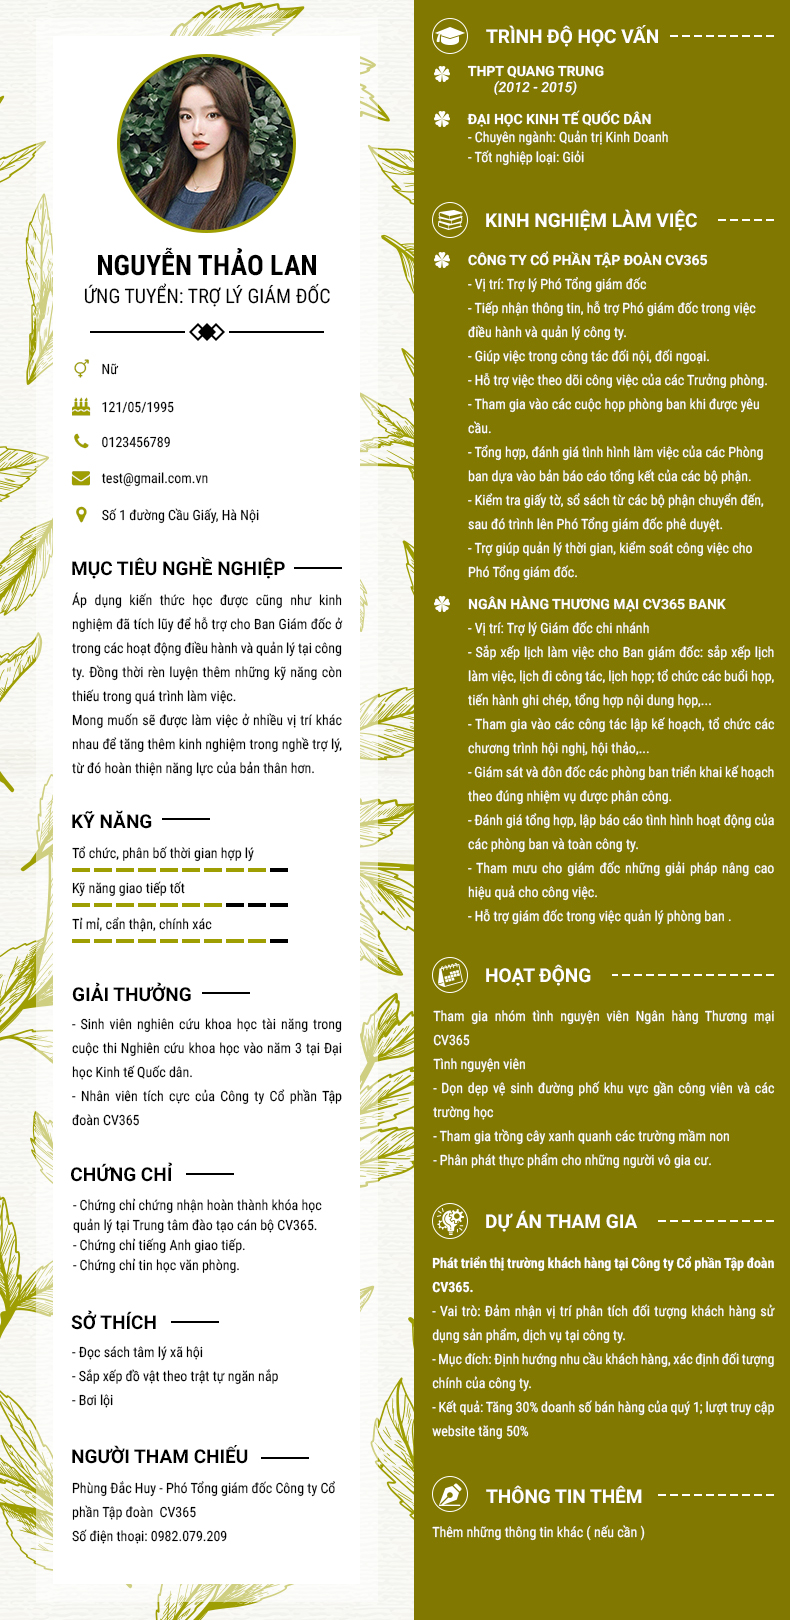 NGUYỄN THẢO LAN
ỨNG TUYỂN: TRỢ LÝ GIÁM ĐỐC
Nữ
121/05/1995
0123456789
test@gmail.com.vn
Số 1 đường Cầu Giấy, Hà Nội
MỤC TIÊU NGHỀ NGHIỆP
Áp dụng kiến thức học được cũng như kinh
nghiệm đã tích lũy để hỗ trợ cho Ban Giám đốc ở
trong các hoạt động điều hành và quản lý tại công
ty. Đồng thời rèn luyện thêm những kỹ năng còn
thiếu trong quá trình làm việc.
Mong muốn sẽ được làm việc ở nhiều vị trí khác
nhau để tăng thêm kinh nghiệm trong nghề trợ lý,
từ đó hoàn thiện năng lực của bản thân hơn.
KỸ NĂNG
Tổ chức, phân bố thời gian hợp lý
Kỹ năng giao tiếp tốt
Tỉ mỉ, cẩn thận, chính xác
GIẢI THƯỞNG
- Sinh viên nghiên cứu khoa học tài năng trong
cuộc thi Nghiên cứu khoa học vào năm 3 tại Đại
học Kinh tế Quốc dân.
- Nhân viên tích cực của Công ty Cổ phần Tập
đoàn CV365
CHỨNG CHỈ
- Chứng chỉ chứng nhận hoàn thành khóa học
quản lý tại Trung tâm đào tạo cán bộ CV365.
- Chứng chỉ tiếng Anh giao tiếp.
- Chứng chỉ tin học văn phòng.
SỞ THÍCH
- Đọc sách tâm lý xã hội
- Sắp xếp đồ vật theo trật tự ngăn nắp
- Bơi lội
NGƯỜI THAM CHIẾU
Phùng Đắc Huy - Phó Tổng giám đốc Công ty Cổ
phần Tập đoàn CV365
Số điện thoại: 0982.079.209
TRÌNH ĐỘ HỌC VẤN
THPT QUANG TRUNG
(2012 - 2015)
ĐẠI HỌC KINH TẾ QUỐC DÂN
- Chuyên ngành: Quản trị Kinh Doanh
- Tốt nghiệp loại: Giỏi
KINH NGHIỆM LÀM VIỆC
CÔNG TY CỔ PHẦN TẬP ĐOÀN CV365
- Vị trí: Trợ lý Phó Tổng giám đốc
- Tiếp nhận thông tin, hỗ trợ Phó giám đốc trong việc
điều hành và quản lý công ty.
- Giúp việc trong công tác đối nội, đối ngoại.
- Hỗ trợ việc theo dõi công việc của các Trưởng phòng.
- Tham gia vào các cuộc họp phòng ban khi được yêu
cầu.
- Tổng hợp, đánh giá tình hình làm việc của các Phòng
ban dựa vào bản báo cáo tổng kết của các bộ phận.
- Kiểm tra giấy tờ, sổ sách từ các bộ phận chuyển đến,
sau đó trình lên Phó Tổng giám đốc phê duyệt.
- Trợ giúp quản lý thời gian, kiểm soát công việc cho
Phó Tổng giám đốc.
NGÂN HÀNG THƯƠNG MẠI CV365 BANK
- Vị trí: Trợ lý Giám đốc chi nhánh
- Sắp xếp lịch làm việc cho Ban giám đốc: sắp xếp lịch
làm việc, lịch đi công tác, lịch họp; tổ chức các buổi họp,
tiến hành ghi chép, tổng hợp nội dung họp,...
- Tham gia vào các công tác lập kế hoạch, tổ chức các
chương trình hội nghị, hội thảo,...
- Giám sát và đôn đốc các phòng ban triển khai kế hoạch
theo đúng nhiệm vụ được phân công.
- Đánh giá tổng hợp, lập báo cáo tình hình hoạt động của
các phòng ban và toàn công ty.
- Tham mưu cho giám đốc những giải pháp nâng cao
hiệu quả cho công việc.
- Hỗ trợ giám đốc trong việc quản lý phòng ban .
HOẠT ĐỘNG
Tham gia nhóm tình nguyện viên Ngân hàng Thương mại
CV365
Tình nguyện viên
- Dọn dẹp vệ sinh đường phố khu vực gần công viên và các
trường học
- Tham gia trồng cây xanh quanh các trường mầm non
- Phân phát thực phẩm cho những người vô gia cư.
DỰ ÁN THAM GIA
Phát triển thị trường khách hàng tại Công ty Cổ phần Tập đoàn
CV365.
- Vai trò: Đảm nhận vị trí phân tích đối tượng khách hàng sử
dụng sản phẩm, dịch vụ tại công ty.
- Mục đích: Định hướng nhu cầu khách hàng, xác định đối tượng
chính của công ty.
- Kết quả: Tăng 30% doanh số bán hàng của quý 1; lượt truy cập
website tăng 50%
THÔNG TIN THÊM
Thêm những thông tin khác ( nếu cần )